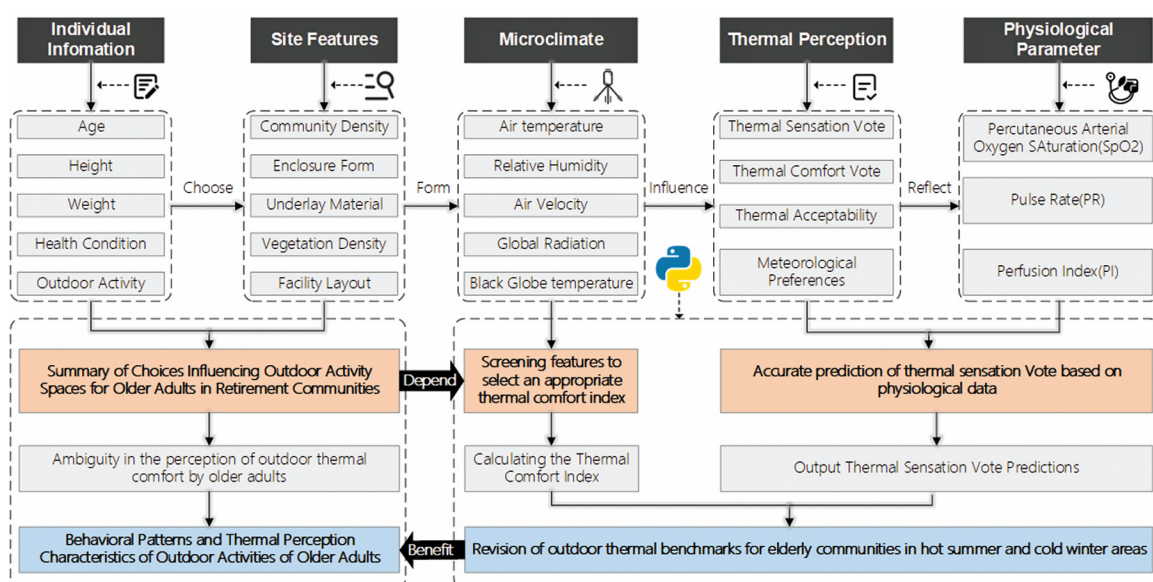 Individual
Infomation
Site Features
Microclimate
Thermal Perception
Physiological
Parameter
Age
Height
Weight
Health Condition
Outdoor Activity
Choose
Community Density
Enclosure Form
Underlay Material
Vegetation Density
Facility Layout
Form
Air temperature
Relative Humidity
Air Velocity
Global Radiation
Black Globe temperature
Influence
Thermal Sensation Vote
Thermal Comfort Vote
Thermal Acceptability
Meteorological
Preferences
Reflect
Percutaneous Arterial
Oxygen SAturation(SpO2)
Pulse Rate(PR)
Perfusion Index(PI)
Summary of Choices Influencing Outdoor Activity
Spaces for Older Adults in Retirement Communities
Depend
Screening features to
select an appropriate
thermal comfort index
Accurate prediction of thermal sensation Vote based on
physiological data
Ambiguity in the perception of outdoor thermal
comfort by older adults
Calculating the Thermal
Comfort Index
Output Thermal Sensation Vote Predictions
Behavioral Patterns and Thermal Perception
Characteristics of Outdoor Activities of Older Adults
Benefit
Revision of outdoor thermal benchmarks for elderly communities in hot summer and cold winter areas